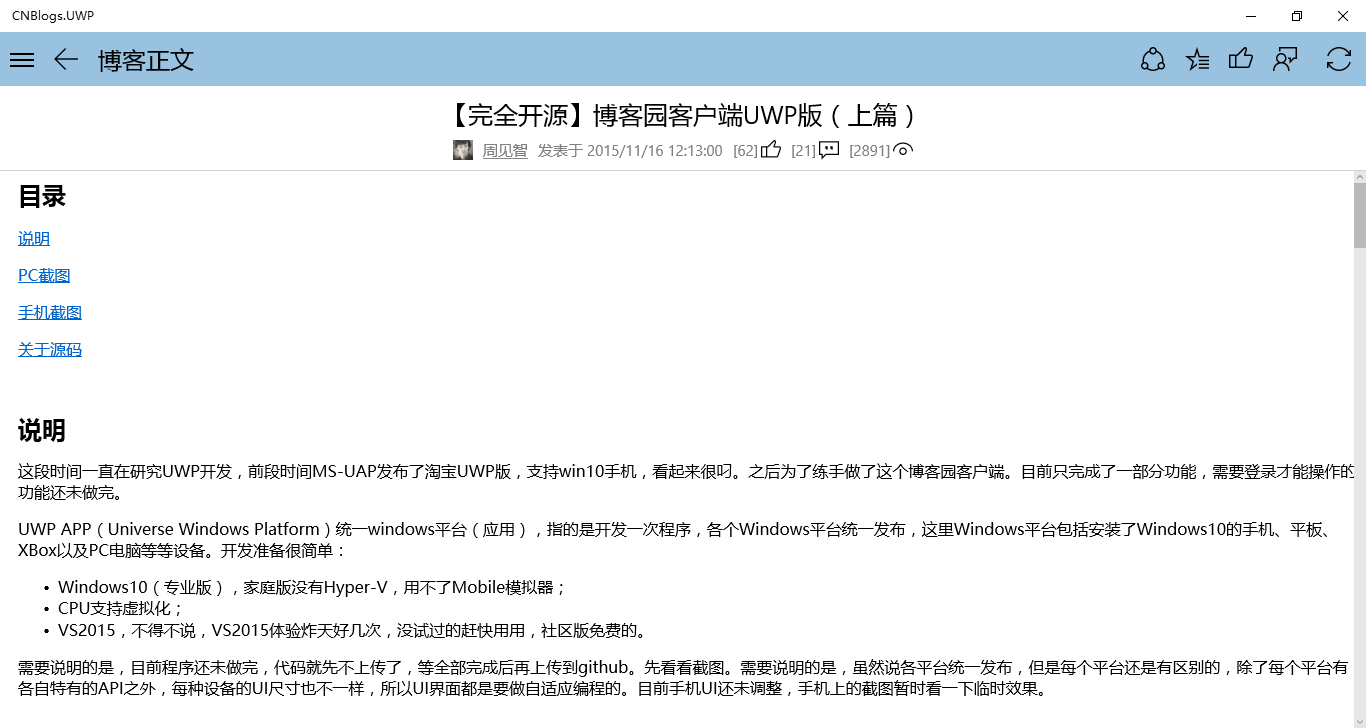 CNBlogs.UWP
博客正文
【完全开源】博客园客户端UWP版（上篇）
周见智 发表于 2015/11/16 12:13:00 [62] [21] [2891]
目录
说明
PC截图
手机截图
关于源码
说明
这段时间一直在研究UWP开发，前段时间MS-UAP发布了淘宝UWP版，支持win10手机，看起来很叼。之后为了练手做了这个博客园客户端。目前只完成了一部分功能，需要登录才能操作的
功能还未做完。
UWP APP（Universe Windows Platform）统一windows平台（应用），指的是开发一次程序，各个Windows平台统一发布，这里Windows平台包括安装了Windows10的手机、平板、
XBox以及PC电脑等等设备。开发准备很简单：
• Windows10（专业版），家庭版没有Hyper-V，用不了Mobile模拟器；
• CPU支持虚拟化；
• VS2015，不得不说，VS2015体验炸天好几次，没试过的赶快用用，社区版免费的。
需要说明的是，目前程序还未做完，代码就先不上传了，等全部完成后再上传到github。先看看截图。需要说明的是，虽然说各平台统一发布，但是每个平台还是有区别的，除了每个平台有
各自特有的API之外，每种设备的UI尺寸也不一样，所以UI界面都是要做自适应编程的。目前手机UI还未调整，手机上的截图暂时看一下临时效果。